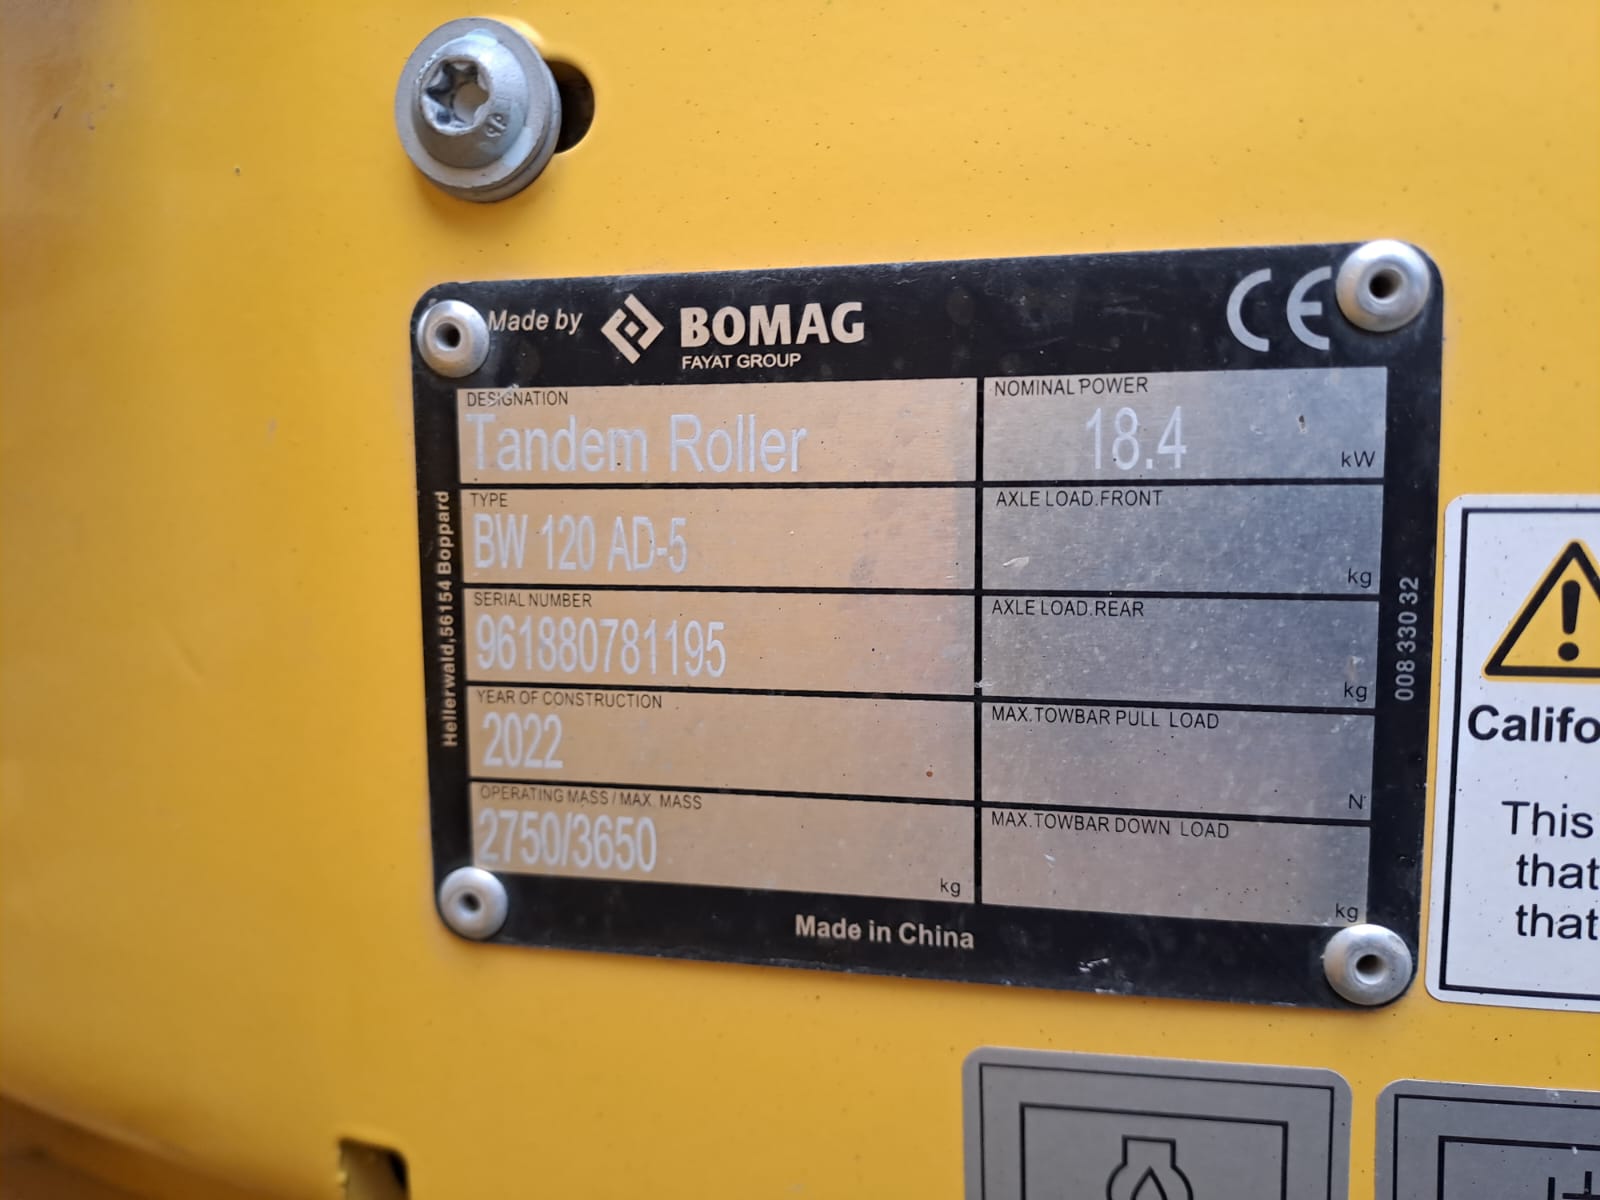 Made by BOMAG
FAYAT GROUP
CE
DESIGNATION
Tandem Roller
NOMINAL POWER
18.4 kW
TYPE
BW 120 AD-5
AXLE LOAD.FRONT
kg
SERIAL NUMBER
961880781195
AXLE LOAD.REAR
kg
YEAR OF CONSTRUCTION
2022
MAX.TOWBAR PULL LOAD
N
OPERATING MASS / MAX. MASS
2750/3650 kg
MAX.TOWBAR DOWN LOAD
kg
Made in China
Hellerwald,56154 Boppard
008 330 32
Califo
This
that
that